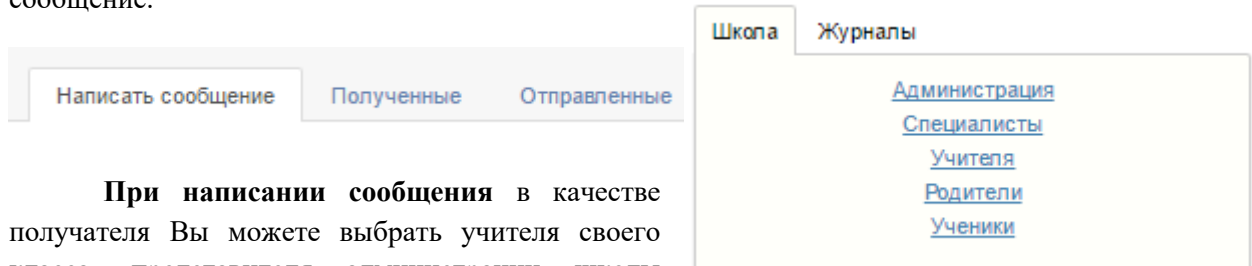 сообщение.
Написать сообщение Полученные Отправленные
При написании сообщения в качестве
получателя Вы можете выбрать учителя своего
Школа Журналы
Администрация
Специалисты
Учителя
Родители
Ученики